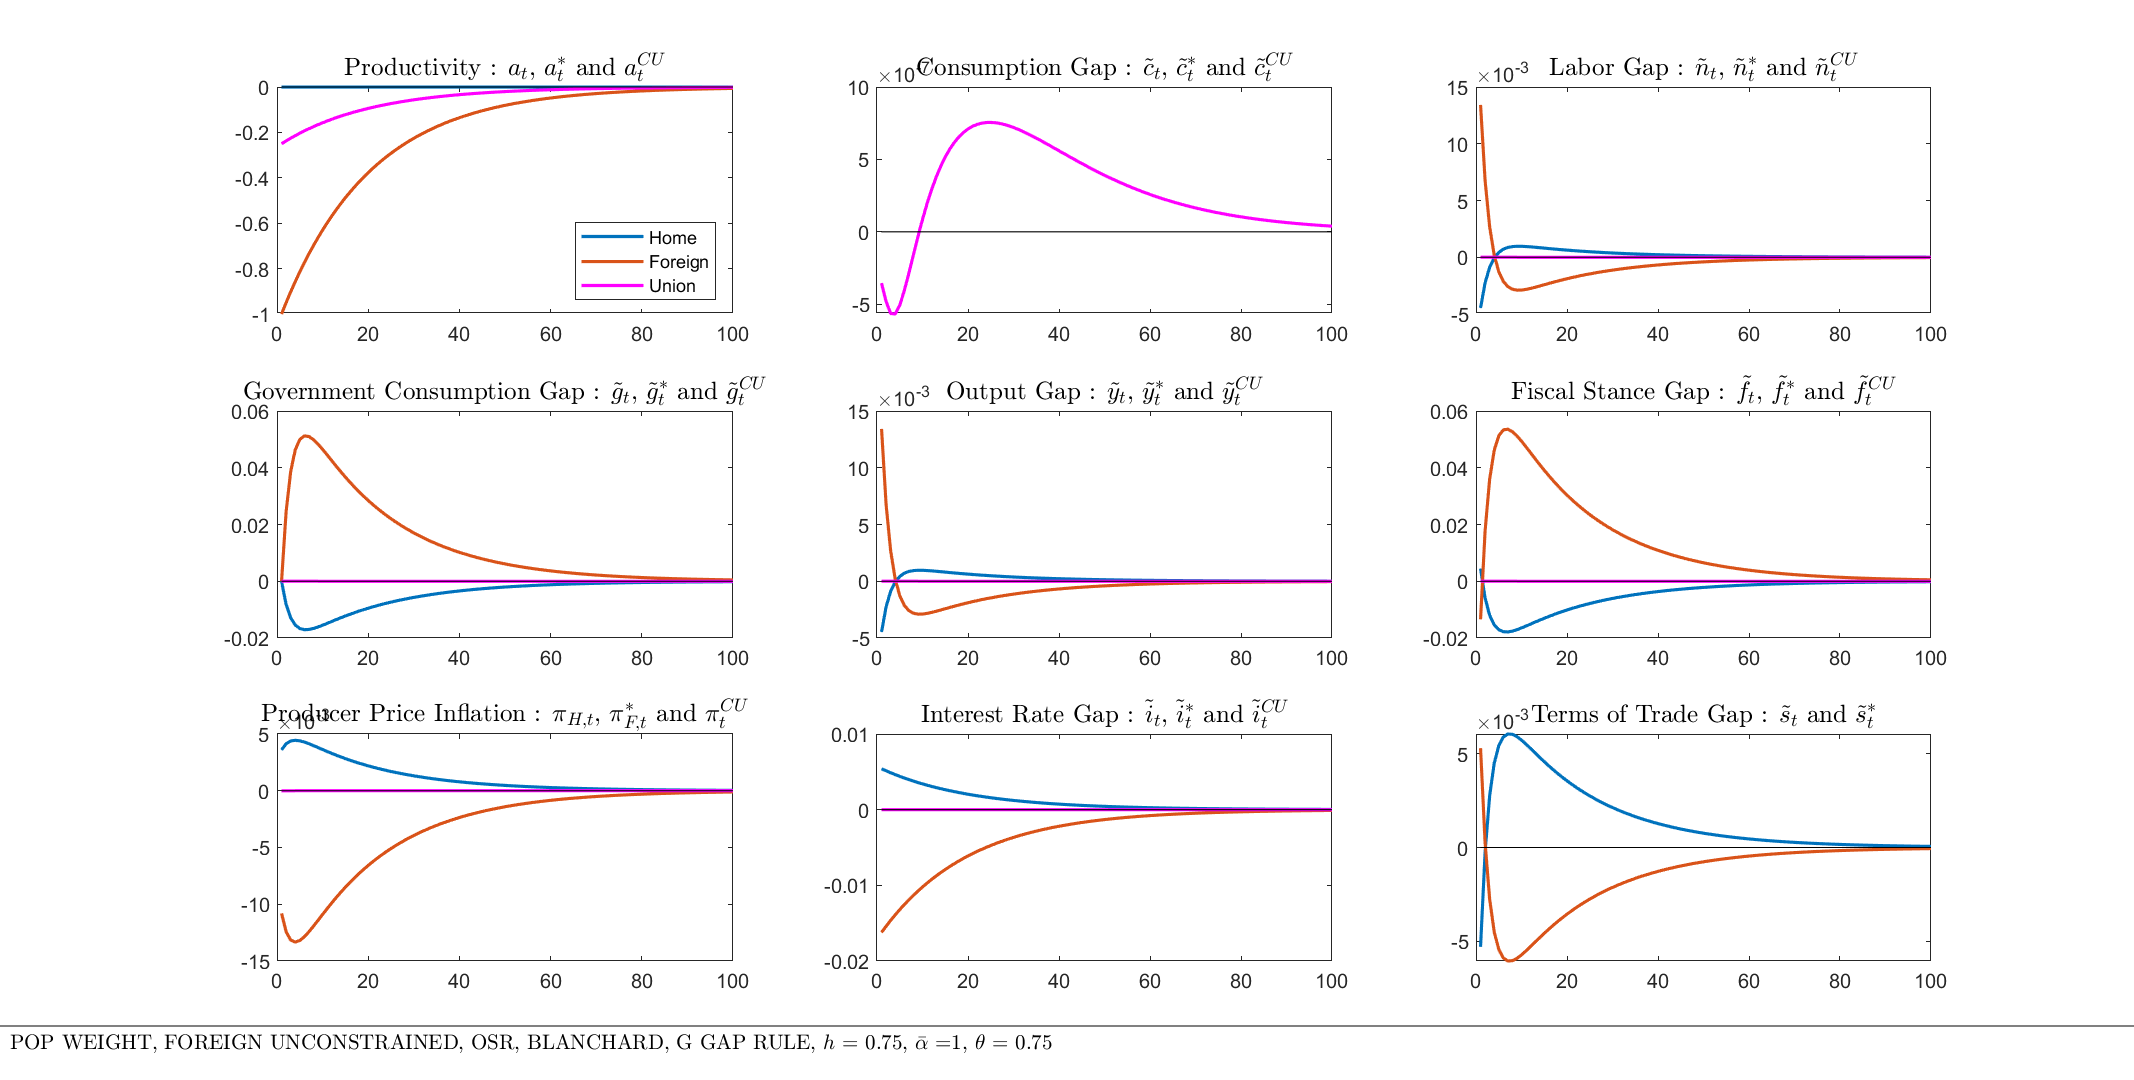 Productivity : a_t, a_t^* and a_t^{CU}
0
-0.2
-0.4
-0.6
-0.8
-1
Home
Foreign
Union
0 20 40 60 80 100
Consumption Gap : c̃_t, c̃_t^* and c̃_t^{CU}
10
5
0
-5
0 20 40 60 80 100
Labor Gap : ñ_t, ñ_t^* and ñ_t^{CU}
×10^{-3}
15
10
5
0
-5
0 20 40 60 80 100
Government Consumption Gap : g̃_t, g̃_t^* and g̃_t^{CU}
0.06
0.04
0.02
0
-0.02
0 20 40 60 80 100
Output Gap : ỹ_t, ỹ_t^* and ỹ_t^{CU}
×10^{-3}
15
10
5
0
-5
0 20 40 60 80 100
Fiscal Stance Gap : f̃_t, f̃_t^* and f̃_t^{CU}
0.06
0.04
0.02
0
-0.02
0 20 40 60 80 100
Producer Price Inflation : π_{H,t}, π_{F,t}^* and π_t^{CU}
×10^{-3}
5
0
-5
-10
-15
0 20 40 60 80 100
Interest Rate Gap : ĩ_t, ĩ_t^* and ĩ_t^{CU}
0.01
0
-0.01
-0.02
0 20 40 60 80 100
Terms of Trade Gap : s̃_t and s̃_t^*
×10^{-3}
5
0
-5
0 20 40 60 80 100
POP WEIGHT, FOREIGN UNCONSTRAINED, OSR, BLANCHARD, G GAP RULE, h = 0.75, ᾱ =1, θ = 0.75